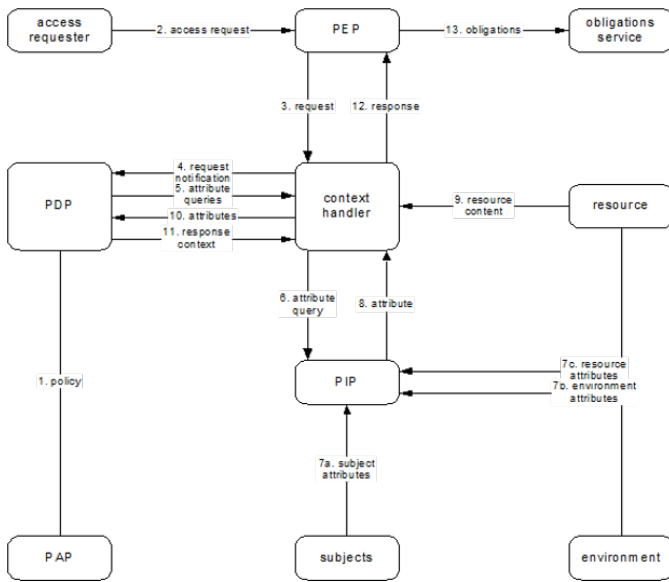 access
requester
2. access request
PEP
13. obligations
obligations
service
3. request
12. response
4. request
notification
5. attribute
queries
PDP
10. attributes
11. response
context
context
handler
9. resource
content
resource
6. attribute
query
8. attribute
1. policy
PIP
7c. resource
attributes
7b. environment
attributes
7a. subject
attributes
PAP
subjects
environment